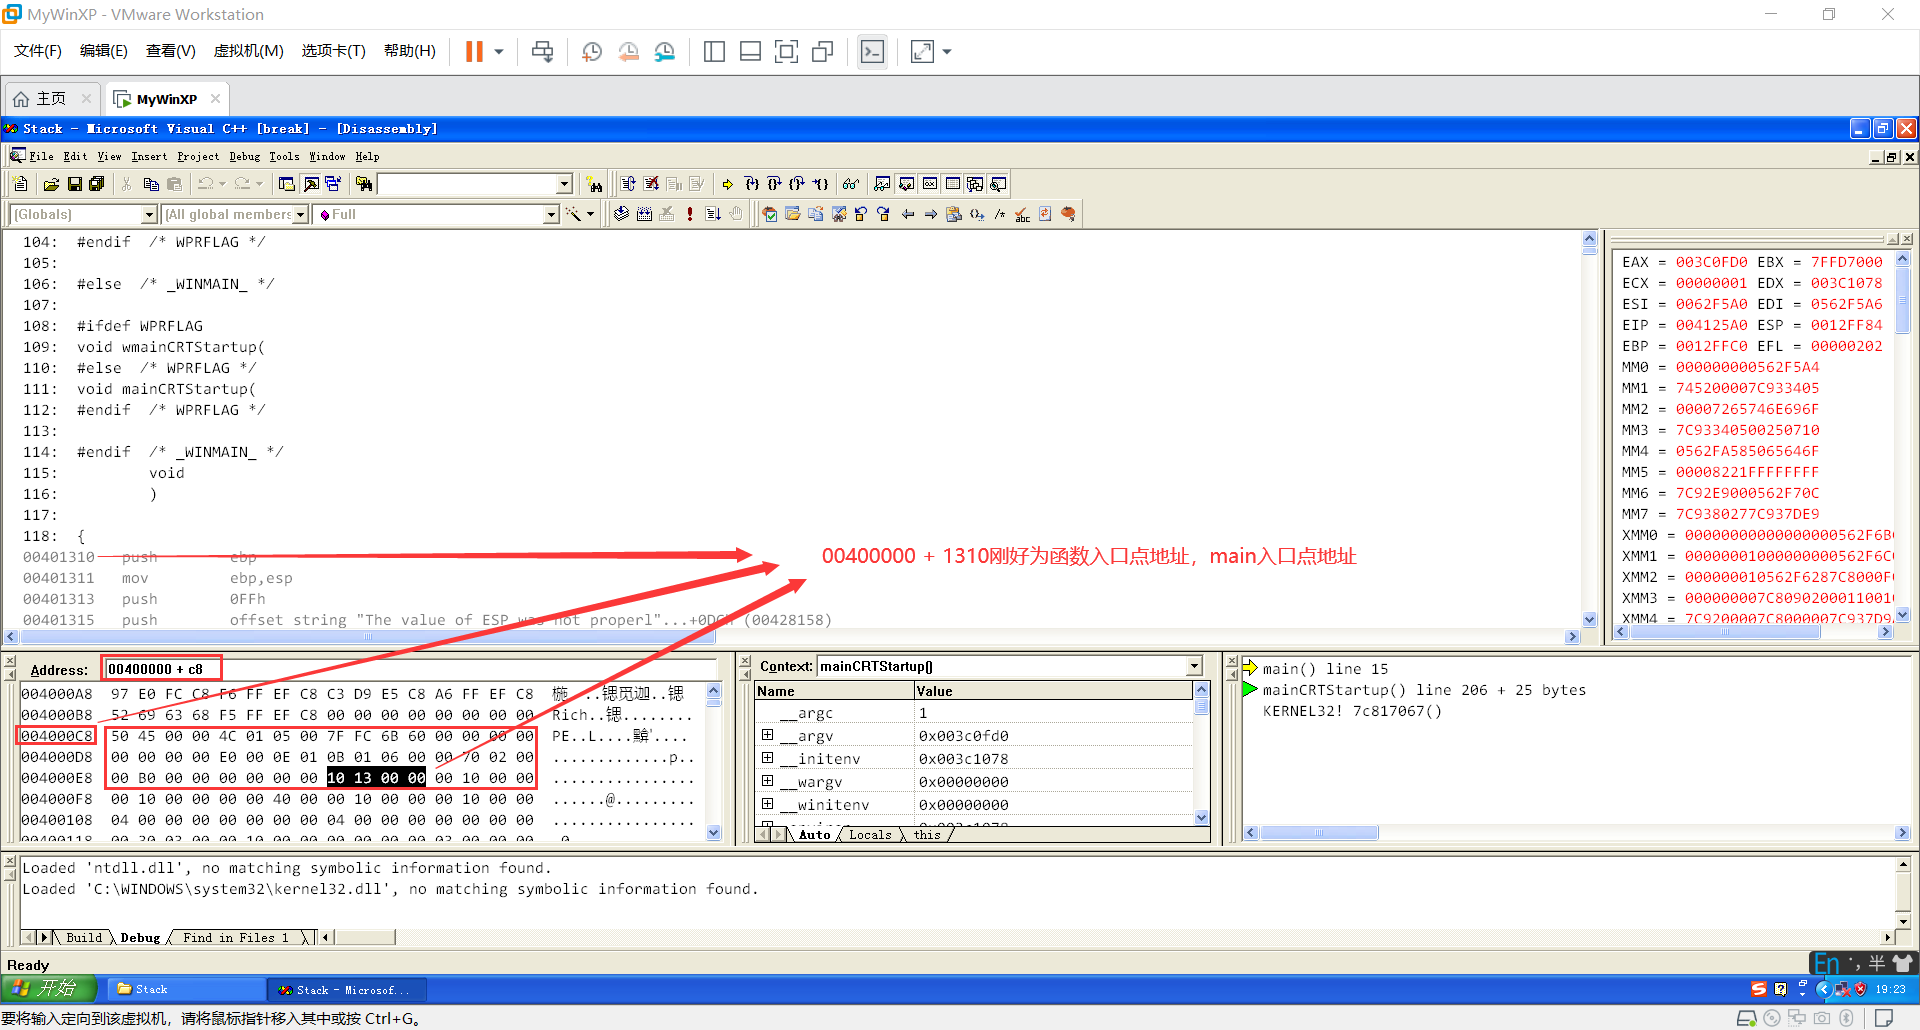 MyWinXP - VMware Workstation
文件(F) 编辑(E) 查看(V) 虚拟机(M) 选项卡(T) 帮助(H)
主页 MyWinXP
Stack - Microsoft Visual C++ [break] - [Disassembly]
File Edit View Insert Project Debug Tools Window Help
(Globals) (All global members Full
104: #endif /* WPRFLAG */
105:
106: #else /* _WINMAIN_ */
107:
108: #ifdef WPRFLAG
109: void wmainCRTStartup(
110: #else /* WPRFLAG */
111: void mainCRTStartup(
112: #endif /* WPRFLAG */
113:
114: #endif /* _WINMAIN_ */
115: void
116: )
117:
118: {
00401310 push ebp
00401311 mov ebp,esp
00401313 push 0FFh
00401315 push offset string "The value of ESP was not properl"...+0DCh (00428158)
00400000 + 1310刚好为函数入口点地址，main入口点地址
EAX = 003C0FD0 EBX = 7FFD7000
ECX = 00000001 EDX = 003C1078
ESI = 0062F5A0 EDI = 0562F5A6
EIP = 004125A0 ESP = 0012FF84
EBP = 0012FFC0 EFL = 00000202
MM0 = 000000000562F5A4
MM1 = 745200007C933405
MM2 = 00007265746E696F
MM3 = 7C93340500250710
MM4 = 0562FA585065646F
MM5 = 00008221FFFFFFFF
MM6 = 7C92E9000562F70C
MM7 = 7C9380277C937DE9
XMM0 = 00000000000000000562F6B
XMM1 = 00000001000000000562F6C
XMM2 = 000000010562F6287C8000F
XMM3 = 000000007C8090200011001
XMM4 = 7C9200007C8000007C937D9
Address: 00400000 + c8
004000A8 97 E0 FC C8 F6 FF EF C8 C3 D9 E5 C8 A6 FF EF C8
004000B8 52 69 63 68 F5 FF EF C8 00 00 00 00 00 00 00 00 Rich..锶........
004000C8 50 45 00 00 4C 01 05 00 7F FC 6B 60 00 00 00 00
004000D8 00 00 00 00 E0 00 0E 01 0B 01 06 00 00 70 02 00 .............p..
004000E8 00 B0 00 00 00 00 00 00 10 13 00 00 00 10 00 00 ................
004000F8 00 10 00 00 00 00 40 00 00 10 00 00 00 10 00 00 ......@.........
00400108 04 00 00 00 00 00 00 00 04 00 00 00 00 00 00 00 ................
Context: mainCRTStartup()
Name Value
__argc 1
__argv 0x003c0fd0
__initenv 0x003c1078
__wargv 0x00000000
__winitenv 0x00000000
Auto Locals this
main() line 15
mainCRTStartup() line 206 + 25 bytes
KERNEL32! 7c817067()
Loaded 'ntdll.dll', no matching symbolic information found.
Loaded 'C:\WINDOWS\system32\kernel32.dll', no matching symbolic information found.
Build Debug Find in Files 1
Ready
En 半
开始 Stack Stack - Microsof... 19:23
要将输入定向到该虚拟机，请将鼠标指针移入其中或按 Ctrl+G。